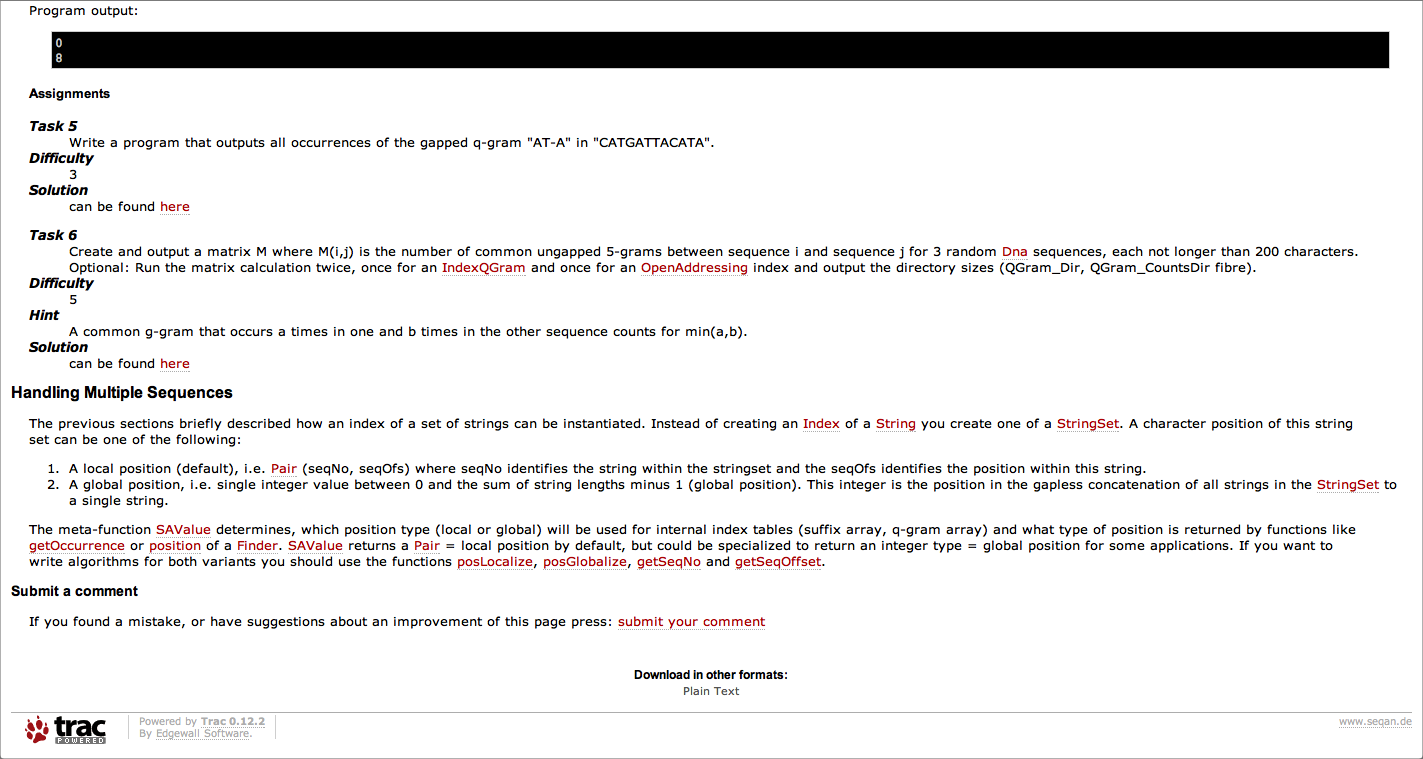 Program output:
0
8
Assignments
Task 5
Write a program that outputs all occurrences of the gapped q-gram "AT-A" in "CATGATTACATA".
Difficulty
3
Solution
can be found here
Task 6
Create and output a matrix M where M(i,j) is the number of common ungapped 5-grams between sequence i and sequence j for 3 random Dna sequences, each not longer than 200 characters.
Optional: Run the matrix calculation twice, once for an IndexQGram and once for an OpenAddressing index and output the directory sizes (QGram_Dir, QGram_CountsDir fibre).
Difficulty
5
Hint
A common g-gram that occurs a times in one and b times in the other sequence counts for min(a,b).
Solution
can be found here
Handling Multiple Sequences
The previous sections briefly described how an index of a set of strings can be instantiated. Instead of creating an Index of a String you create one of a StringSet. A character position of this string
set can be one of the following:
1. A local position (default), i.e. Pair (seqNo, seqOfs) where seqNo identifies the string within the stringset and the seqOfs identifies the position within this string.
2. A global position, i.e. single integer value between 0 and the sum of string lengths minus 1 (global position). This integer is the position in the gapless concatenation of all strings in the StringSet to
a single string.
The meta-function SAValue determines, which position type (local or global) will be used for internal index tables (suffix array, q-gram array) and what type of position is returned by functions like
getOccurrence or position of a Finder. SAValue returns a Pair = local position by default, but could be specialized to return an integer type = global position for some applications. If you want to
write algorithms for both variants you should use the functions posLocalize, posGlobalize, getSeqNo and getSeqOffset.
Submit a comment
If you found a mistake, or have suggestions about an improvement of this page press: submit your comment
Download in other formats:
Plain Text
trac
POWERED
Powered by Trac 0.12.2
By Edgewall Software.
www.seqan.de